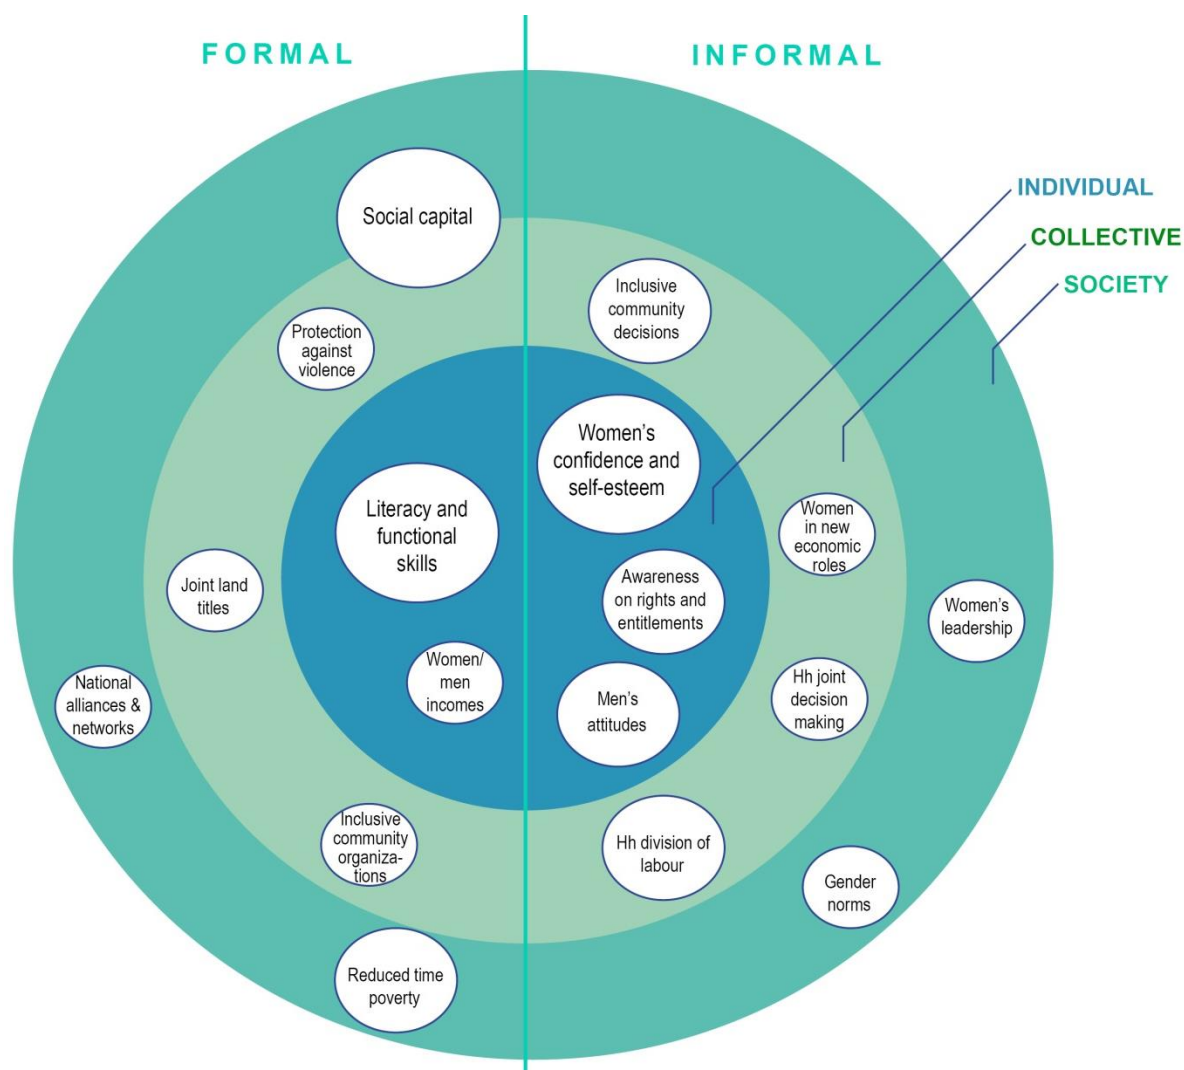 FORMAL
INFORMAL
INDIVIDUAL
COLLECTIVE
SOCIETY
Social capital
Protection
against
violence
Literacy and
functional
skills
Joint land
titles
Women/
men
incomes
National
alliances &
networks
Inclusive
community
organiza-
tions
Reduced time
poverty
Inclusive
community
decisions
Women’s
confidence and
self-esteem
Women
in new
economic
roles
Awareness
on rights and
entitlements
Women’s
leadership
Men’s
attitudes
Hh joint
decision
making
Hh division of
labour
Gender
norms